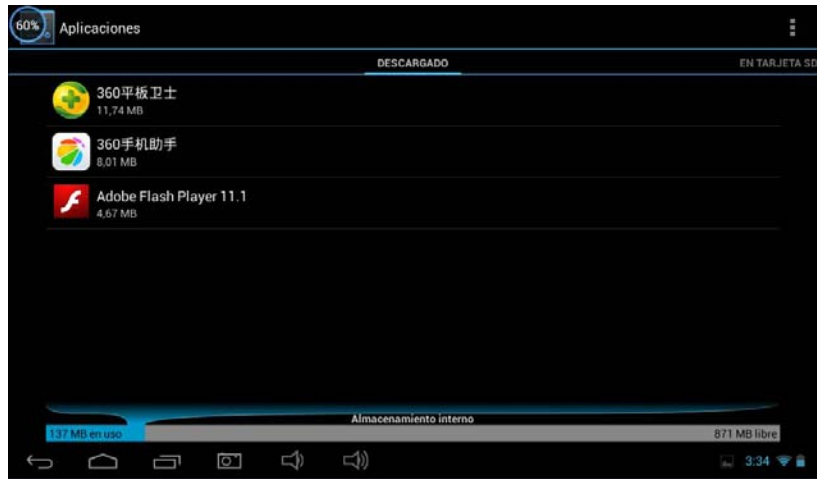 60%
Aplicaciones
DESCARGADO
EN TARJETA SD
360平板卫士
11,74 MB
360手机助手
8,01 MB
Adobe Flash Player 11.1
4,67 MB
Almacenamiento interno
137 MB en uso
871 MB libre
3:34